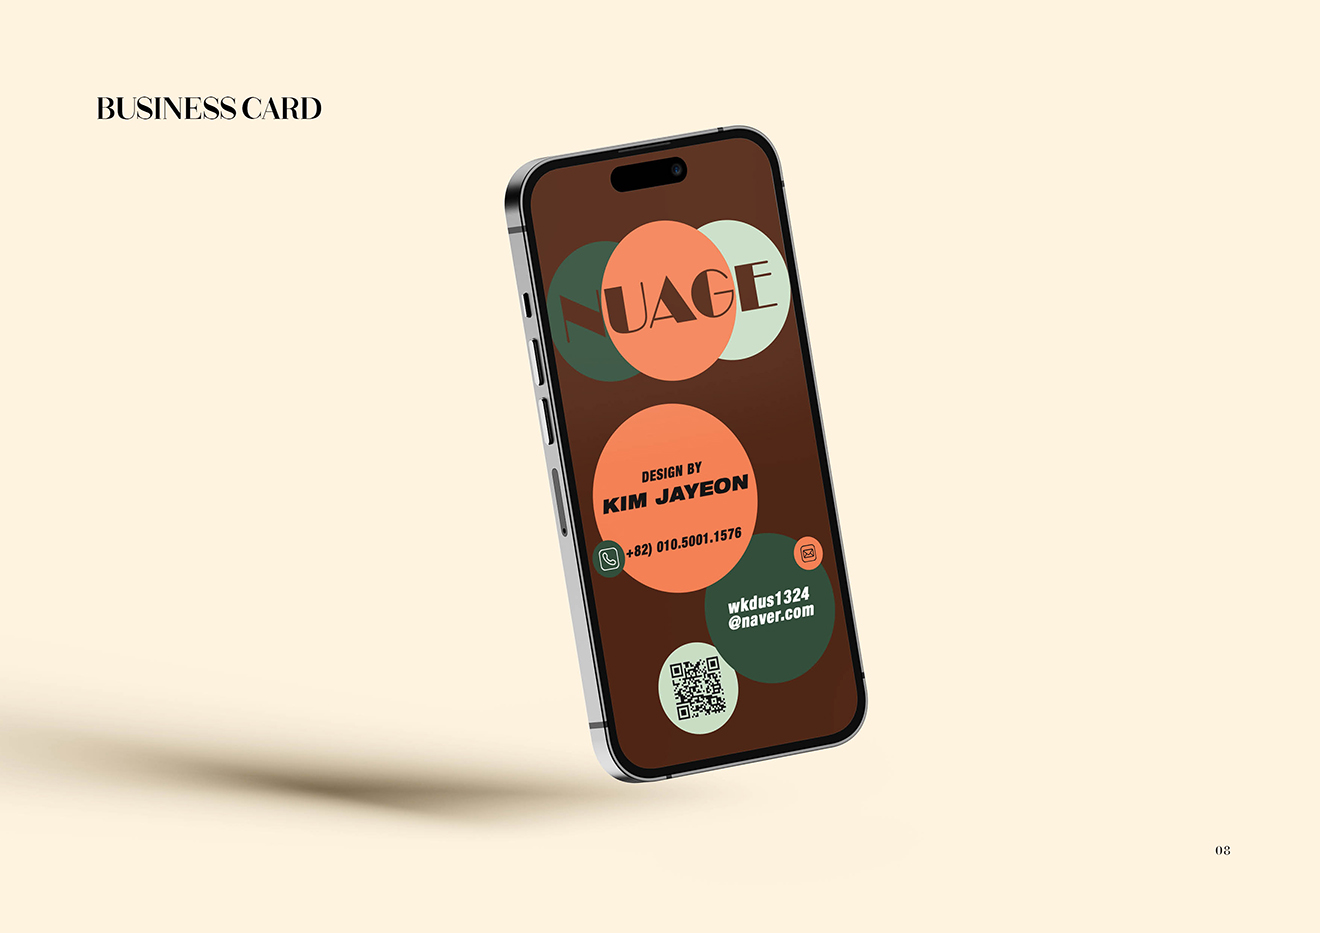 BUSINESS CARD
NUAGE
DESIGN BY
KIM JAYEON
+82) 010.5001.1576
wkdus1324
@naver.com
08